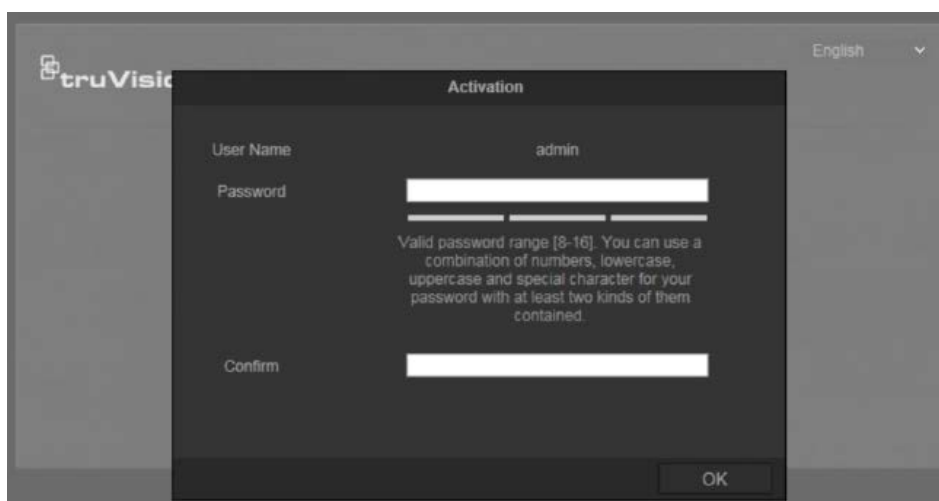 English
truVisio
Activation
User Name admin
Password
Valid password range [8-16]. You can use a
combination of numbers, lowercase,
uppercase and special character for your
password with at least two kinds of them
contained.
Confirm
OK